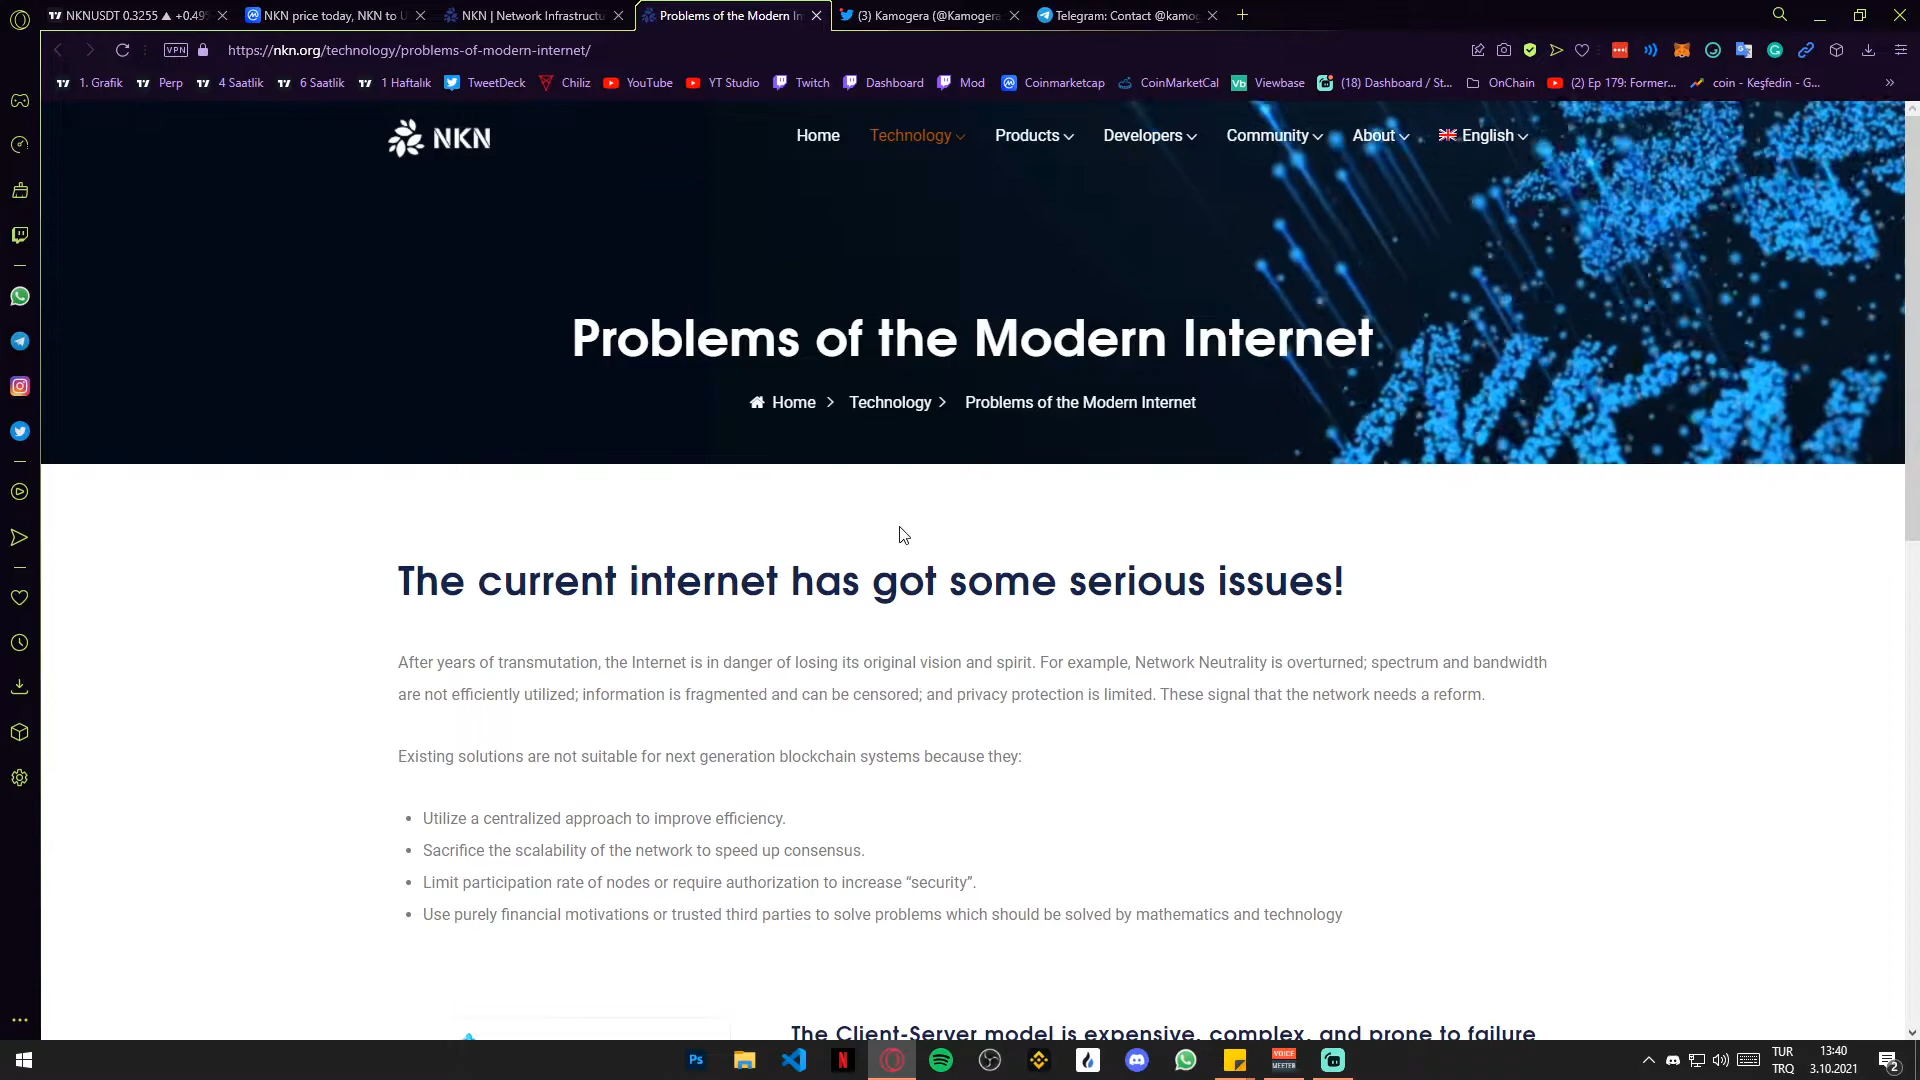 NKNUSDT 0.3255 ▲ +0.49%
NKN price today, NKN to U
NKN | Network Infrastructu
Problems of the Modern In
(3) Kamogera (@Kamogera
Telegram: Contact @kamog
VPN
https://nkn.org/technology/problems-of-modern-internet/
1. Grafik
Perp
4 Saatlik
6 Saatlik
1 Haftalık
TweetDeck
Chiliz
YouTube
YT Studio
Twitch
Dashboard
Mod
Coinmarketcap
CoinMarketCal
Vb
Viewbase
(18) Dashboard / St...
OnChain
(2) Ep 179: Former...
coin - Keşfedin - G...
NKN
Home
Technology
Products
Developers
Community
About
English
Problems of the Modern Internet
Home > Technology > Problems of the Modern Internet
The current internet has got some serious issues!
After years of transmutation, the Internet is in danger of losing its original vision and spirit. For example, Network Neutrality is overturned; spectrum and bandwidth
are not efficiently utilized; information is fragmented and can be censored; and privacy protection is limited. These signal that the network needs a reform.
Existing solutions are not suitable for next generation blockchain systems because they:
• Utilize a centralized approach to improve efficiency.
• Sacrifice the scalability of the network to speed up consensus.
• Limit participation rate of nodes or require authorization to increase “security”.
• Use purely financial motivations or trusted third parties to solve problems which should be solved by mathematics and technology
The Client-Server model is expensive, complex, and prone to failure
Ps
N
VOICE
MEETER
TUR
TRQ
13:40
3.10.2021
2